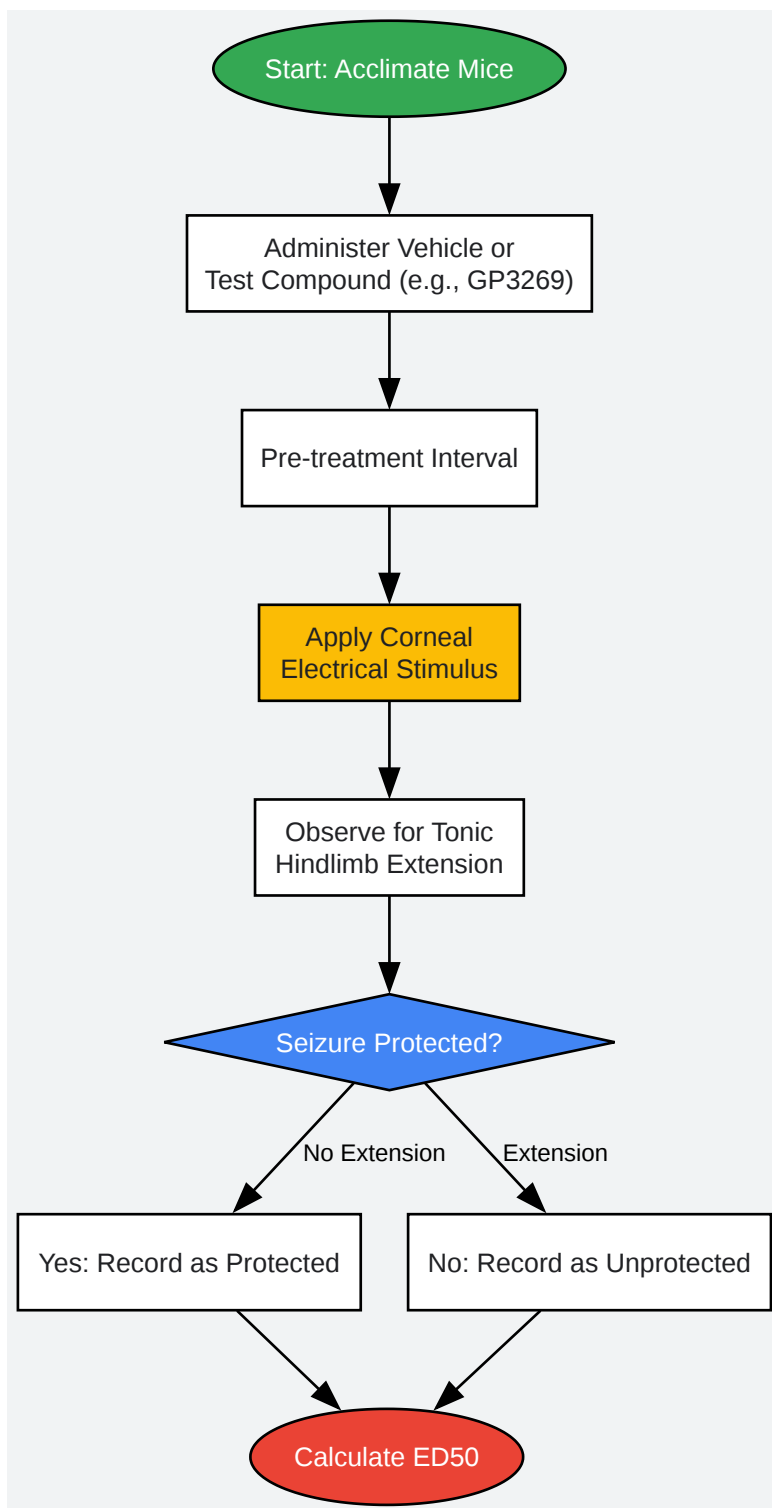 Start: Acclimate Mice
Administer Vehicle or
Test Compound (e.g., GP3269)
Pre-treatment Interval
Apply Corneal
Electrical Stimulus
Observe for Tonic
Hindlimb Extension
Seizure Protected?
No Extension
Extension
Yes: Record as Protected
No: Record as Unprotected
Calculate ED50